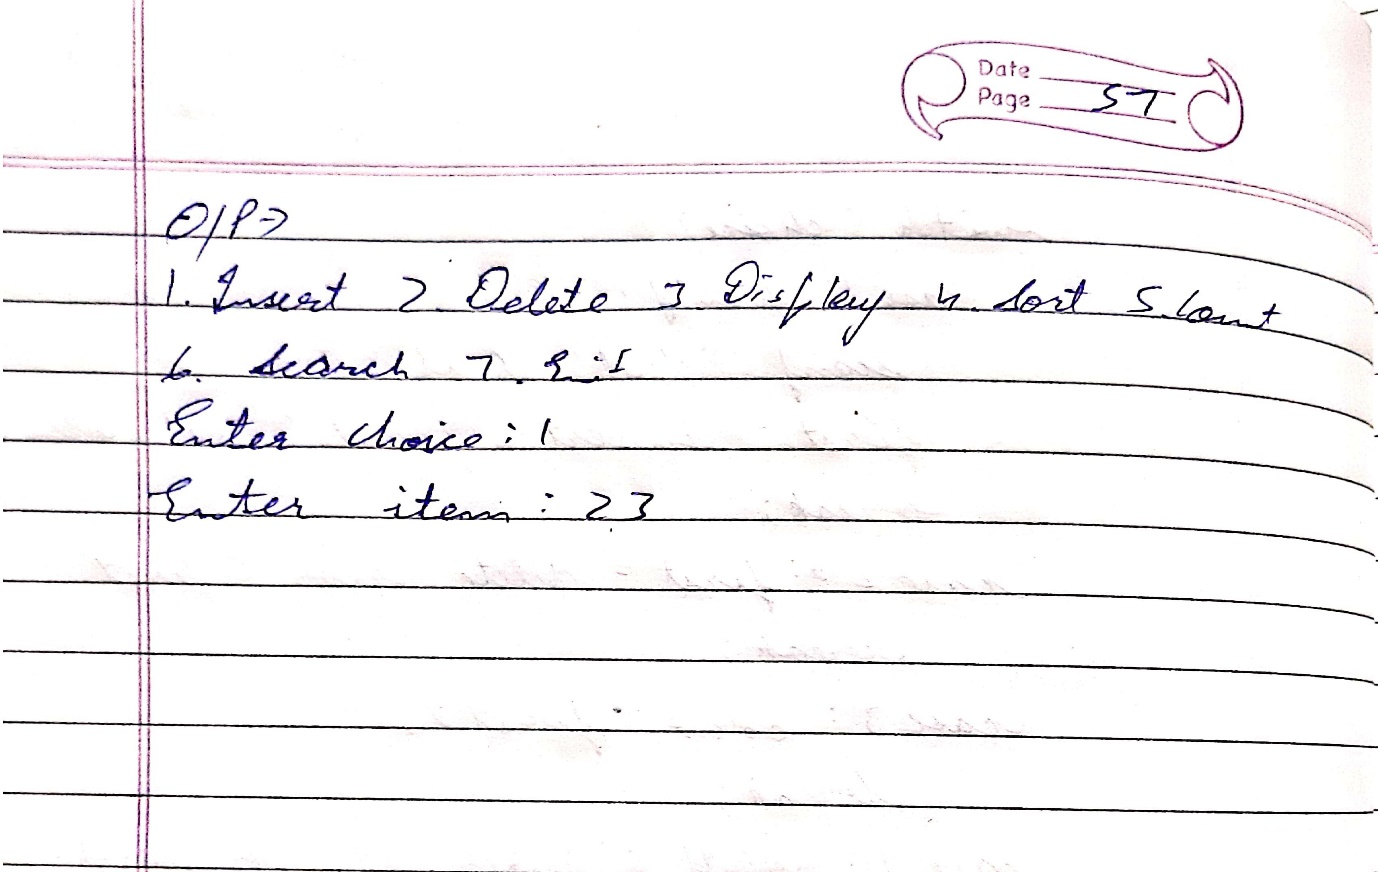 Date
Page 57
O/P→
1. Insert 2. Delete 3. Display 4. Sort 5. Count
6. Search 7. Exit
Enter choice : 1
Enter item : 23